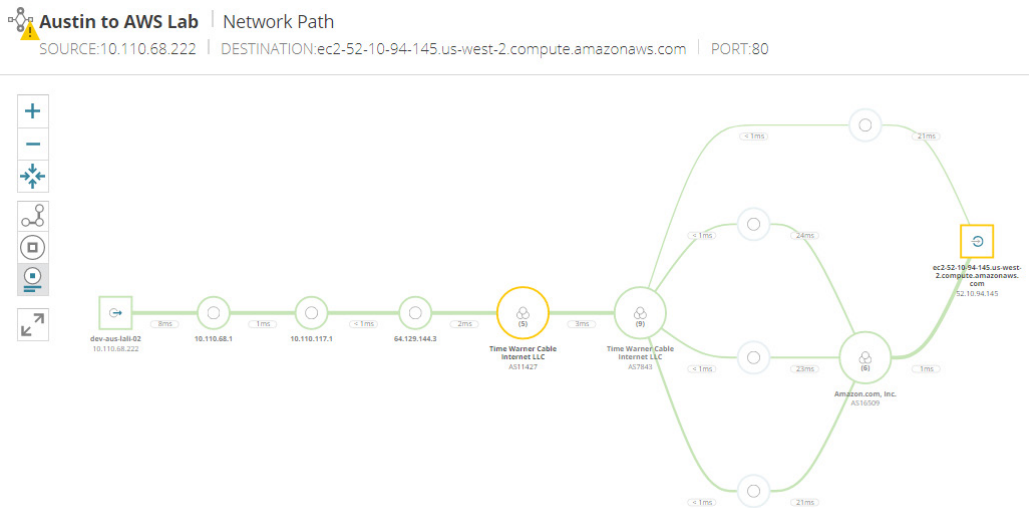 Austin to AWS Lab | Network Path
SOURCE:10.110.68.222 | DESTINATION:ec2-52-10-94-145.us-west-2.compute.amazonaws.com | PORT:80
< 1ms
21ms
< 1ms
24ms
ec2-52-10-94-145.us-west-
2.compute.amazonaws.
com
52.10.94.145
8ms
1ms
< 1ms
2ms
(5)
3ms
(9)
dev-aus-lali-02
10.110.68.222
10.110.68.1
10.110.117.1
64.129.144.3
Time Warner Cable
Internet LLC
AS11427
Time Warner Cable
Internet LLC
AS7843
< 1ms
23ms
(6)
1ms
Amazon.com, Inc.
AS16509
< 1ms
21ms